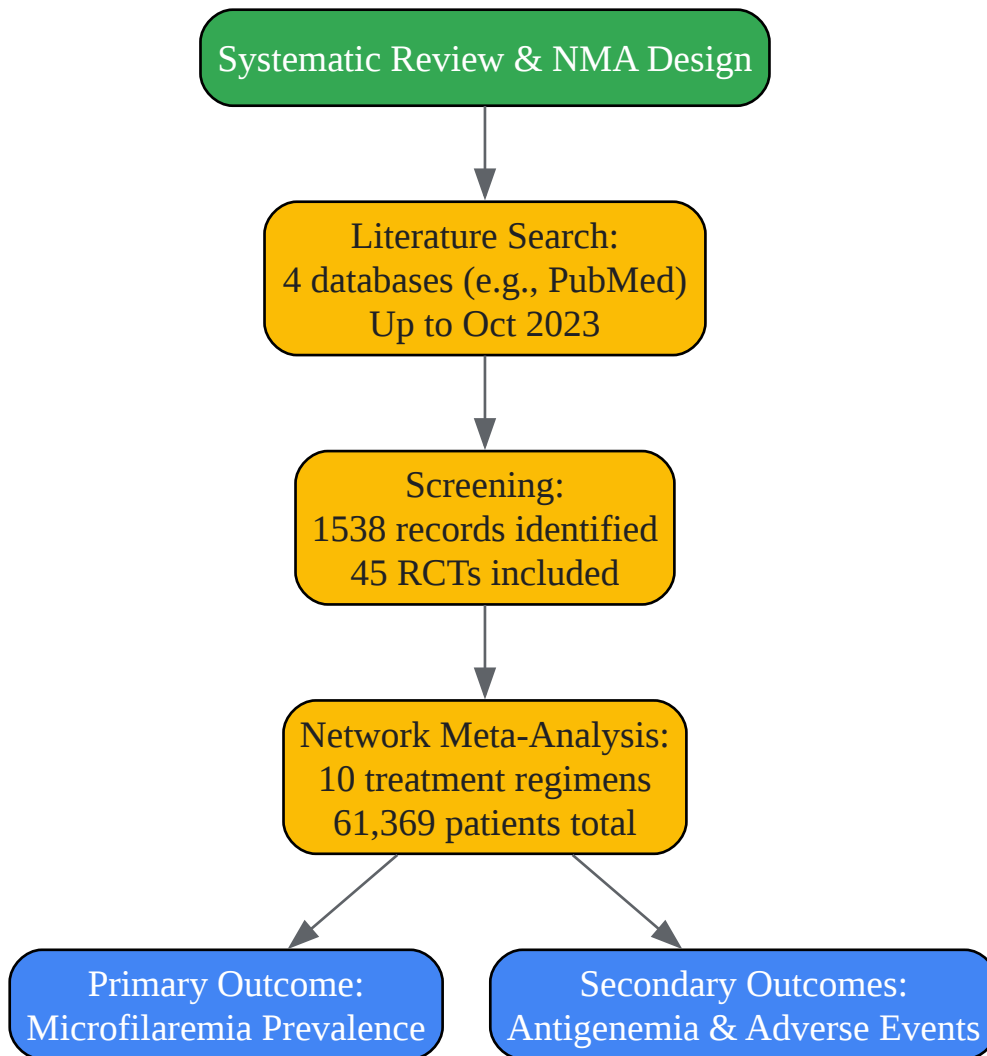 Systematic Review & NMA Design
Literature Search:
4 databases (e.g., PubMed)
Up to Oct 2023
Screening:
1538 records identified
45 RCTs included
Network Meta-Analysis:
10 treatment regimens
61,369 patients total
Primary Outcome:
Microfilaremia Prevalence
Secondary Outcomes:
Antigenemia & Adverse Events